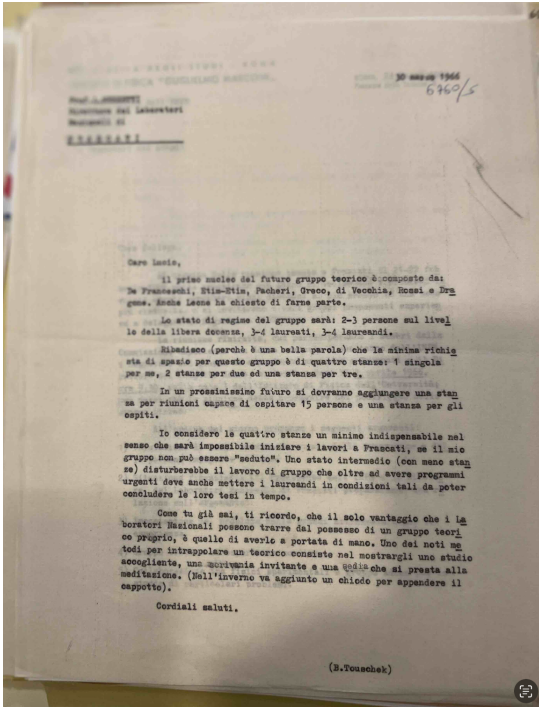 30 marzo 1966
6760/5
Direttore dei Laboratori
Nazionali di
FRASCATI
Caro Lucio,
il primo nucleo del futuro gruppo teorico è composto da:
De Franceschi, Etim-Etim, Pacheri, Greco, di Vecchia, Rossi e Dra
gone. Anche Leone ha chiesto di farne parte.
Lo stato di regime del gruppo sarà: 2-3 persone sul livel
lo della libera docenza, 3-4 laureati, 3-4 laureandi.
Ribadisco (perchè è una bella parola) che la minima richie
sta di spazio per questo gruppo è di quattro stanze: 1 singola
per me, 2 stanze per due ed una stanza per tre.
In un prossimissimo futuro si dovranno aggiungere una stan
za per riunioni capace di ospitare 15 persone e una stanza per gli
ospiti.
Io considero le quattro stanze un minimo indispensabile nel
senso che sarà impossibile iniziare i lavori a Frascati, se il mio
gruppo non può essere "seduto". Uno stato intermedio (con meno stan
ze) disturberebbe il lavoro di gruppo che oltre ad avere programmi
urgenti deve anche mettere i laureandi in condizioni tali da poter
concludere le loro tesi in tempo.
Come tu già sai, ti ricordo, che il solo vantaggio che i La
boratori Nazionali possono trarre dal possesso di un gruppo teori
co proprio, è quello di averlo a portata di mano. Uno dei noti me
todi per intrappolare un teorico consiste nel mostrargli uno studio
accogliente, una scrivania invitante e una sedia che si presta alla
meditazione. (Nell'inverno va aggiunto un chiodo per appendere il
cappotto).
Cordiali saluti.
(B.Touschek)